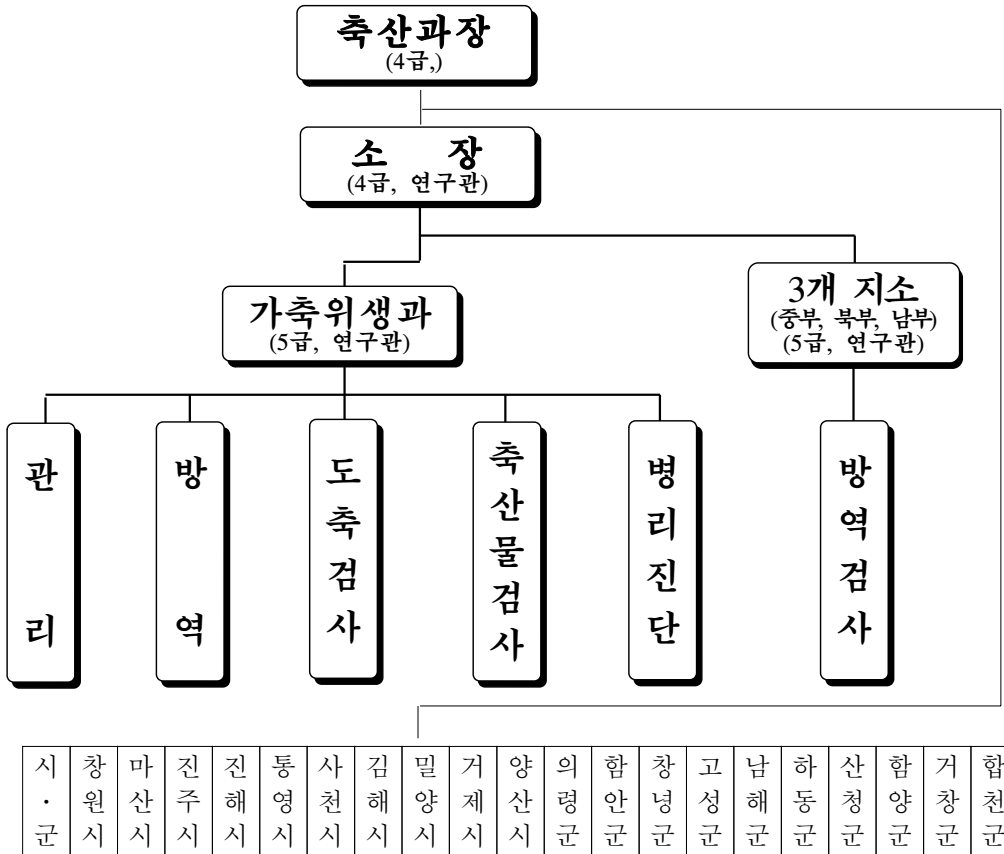 축산과장
(4급,)
소 장
(4급, 연구관)
가축위생과
(5급, 연구관)
3개 지소
(중부, 북부, 남부)
(5급, 연구관)
관리
방역
도축검사
축산물검사
병리진단
방역검사
시·군
창원시
마산시
진주시
진해시
통영시
사천시
김해시
밀양시
거제시
양산시
의령군
함안군
창녕군
고성군
남해군
하동군
산청군
함양군
거창군
합천군